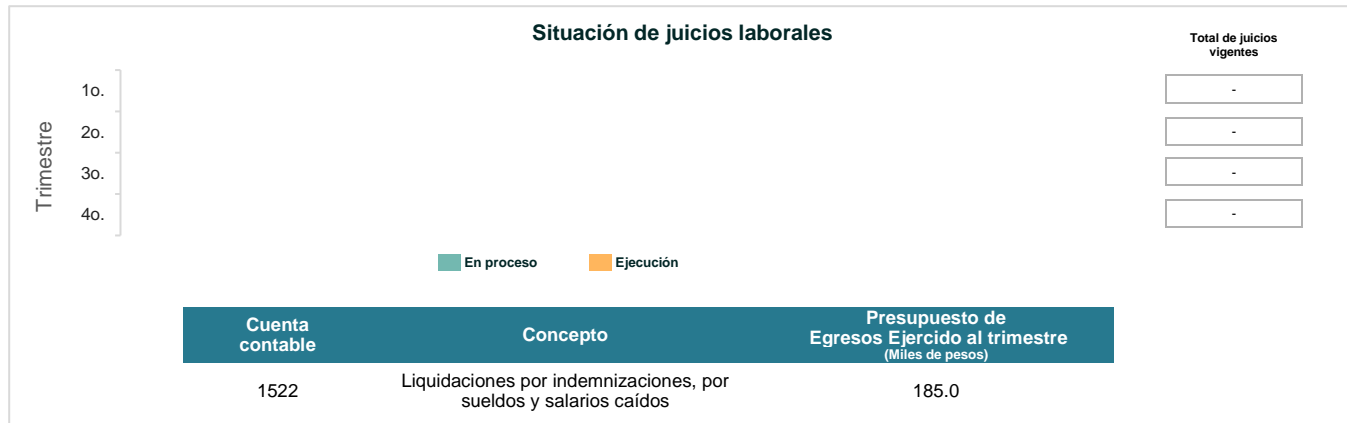 Situación de juicios laborales
Total de juicios
vigentes
Trimestre
1o.
-
2o.
-
3o.
-
4o.
-
En proceso
Ejecución
Cuenta
contable
Concepto
Presupuesto de
Egresos Ejercido al trimestre
(Miles de pesos)
1522
Liquidaciones por indemnizaciones, por
sueldos y salarios caídos
185.0